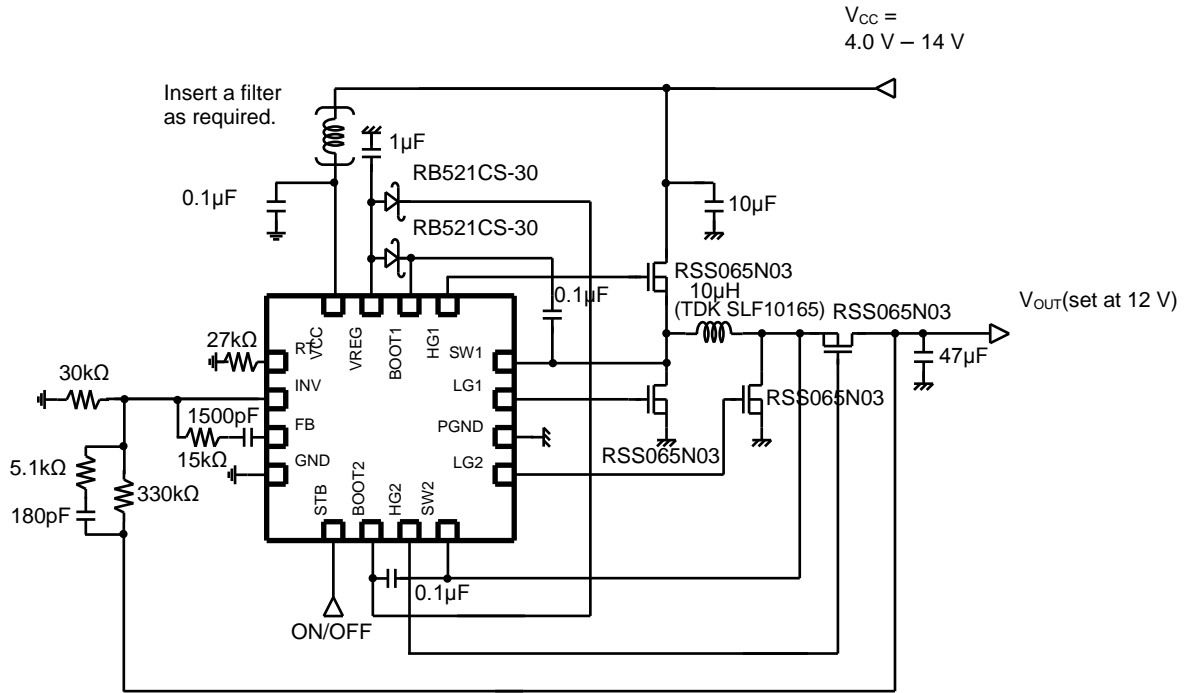 V_CC =
4.0 V – 14 V
Insert a filter
as required.
1µF
RB521CS-30
0.1µF
10µF
RB521CS-30
RSS065N03
0.1µF
10µH
(TDK SLF10165)
RSS065N03
V_OUT(set at 12 V)
47µF
27kΩ
RT
VCC
VREG
BOOT1
HG1
SW1
30kΩ
INV
LG1
RSS065N03
1500pF
FB
PGND
15kΩ
GND
LG2
RSS065N03
5.1kΩ
330kΩ
180pF
STB
BOOT2
HG2
SW2
0.1µF
ON/OFF